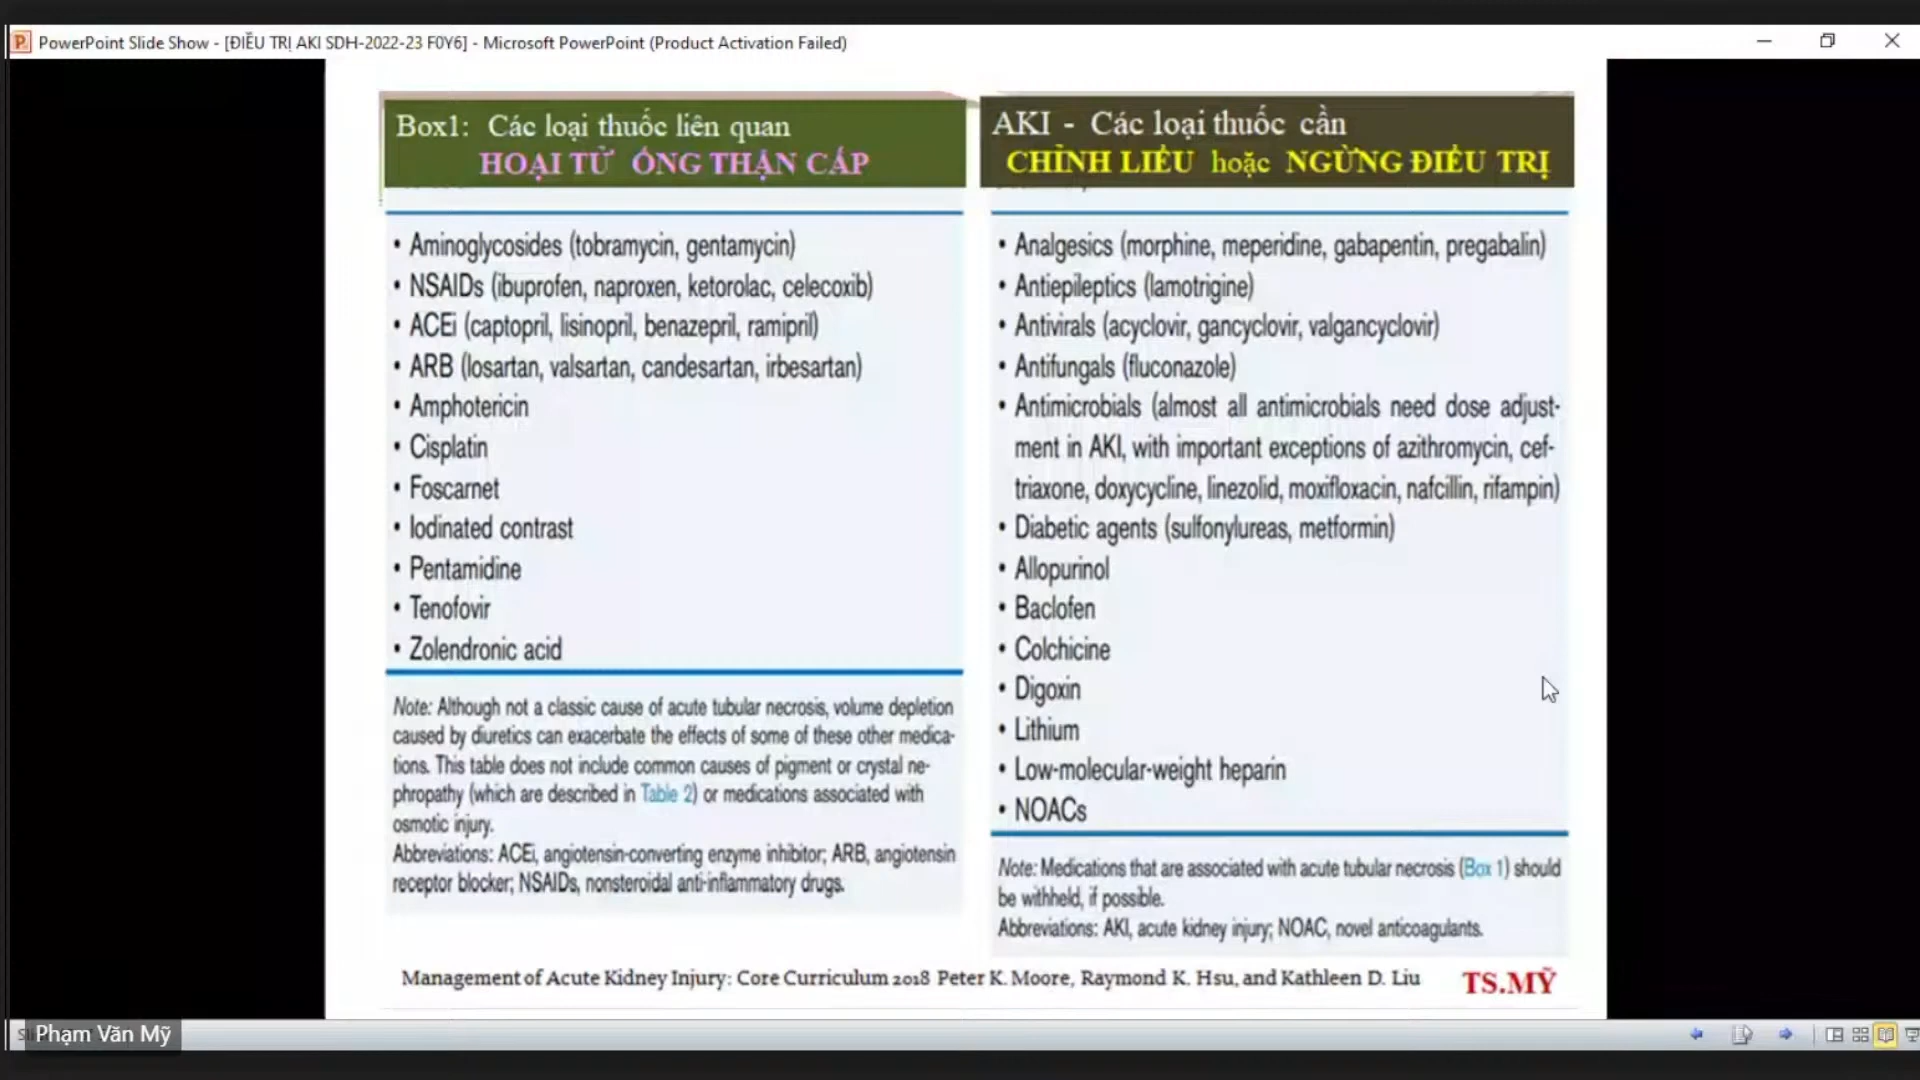 PowerPoint Slide Show - [ĐIỀU TRỊ AKI SDH-2022-23 F0Y6] - Microsoft PowerPoint (Product Activation Failed)
Box1: Các loại thuốc liên quan
HOẠI TỬ ỐNG THẬN CẤP
• Aminoglycosides (tobramycin, gentamycin)
• NSAIDs (ibuprofen, naproxen, ketorolac, celecoxib)
• ACEi (captopril, lisinopril, benazepril, ramipril)
• ARB (losartan, valsartan, candesartan, irbesartan)
• Amphotericin
• Cisplatin
• Foscarnet
• Iodinated contrast
• Pentamidine
• Tenofovir
• Zolendronic acid
Note: Although not a classic cause of acute tubular necrosis, volume depletion
caused by diuretics can exacerbate the effects of some of these other medica-
tions. This table does not include common causes of pigment or crystal ne-
phropathy (which are described in Table 2) or medications associated with
osmotic injury.
Abbreviations: ACEi, angiotensin-converting enzyme inhibitor; ARB, angiotensin
receptor blocker; NSAIDs, nonsteroidal anti-inflammatory drugs.
AKI - Các loại thuốc cần
CHỈNH LIỀU hoặc NGỪNG ĐIỀU TRỊ
• Analgesics (morphine, meperidine, gabapentin, pregabalin)
• Antiepileptics (lamotrigine)
• Antivirals (acyclovir, gancyclovir, valgancyclovir)
• Antifungals (fluconazole)
• Antimicrobials (almost all antimicrobials need dose adjust-
ment in AKI, with important exceptions of azithromycin, cef-
triaxone, doxycycline, linezolid, moxifloxacin, nafcillin, rifampin)
• Diabetic agents (sulfonylureas, metformin)
• Allopurinol
• Baclofen
• Colchicine
• Digoxin
• Lithium
• Low-molecular-weight heparin
• NOACs
Note: Medications that are associated with acute tubular necrosis (Box 1) should
be withheld, if possible.
Abbreviations: AKI, acute kidney injury; NOAC, novel anticoagulants.
Management of Acute Kidney Injury: Core Curriculum 2018 Peter K. Moore, Raymond K. Hsu, and Kathleen D. Liu
TS.MỸ
Phạm Văn Mỹ